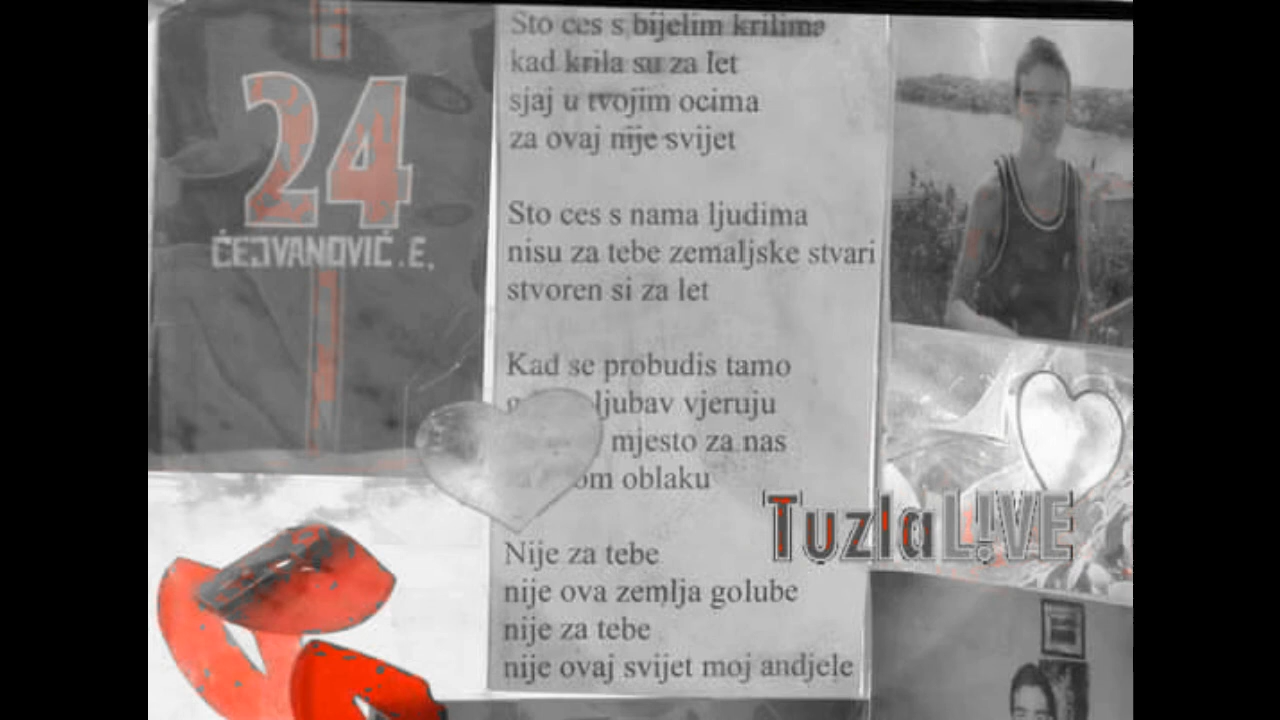 24
ĆEJVANOVIĆ.E.
Sto ces s bijelim krilima
kad krila su za let
sjaj u tvojim ocima
za ovaj nije svijet
Sto ces s nama ljudima
nisu za tebe zemaljske stvari
stvoren si za let
Kad se probudis tamo
ljubav vjeruju
mjesto za nas
oblaku
Nije za tebe
nije ova zemlja golube
nije za tebe
nije ovaj svijet moj andjele
TuzlaL!VE